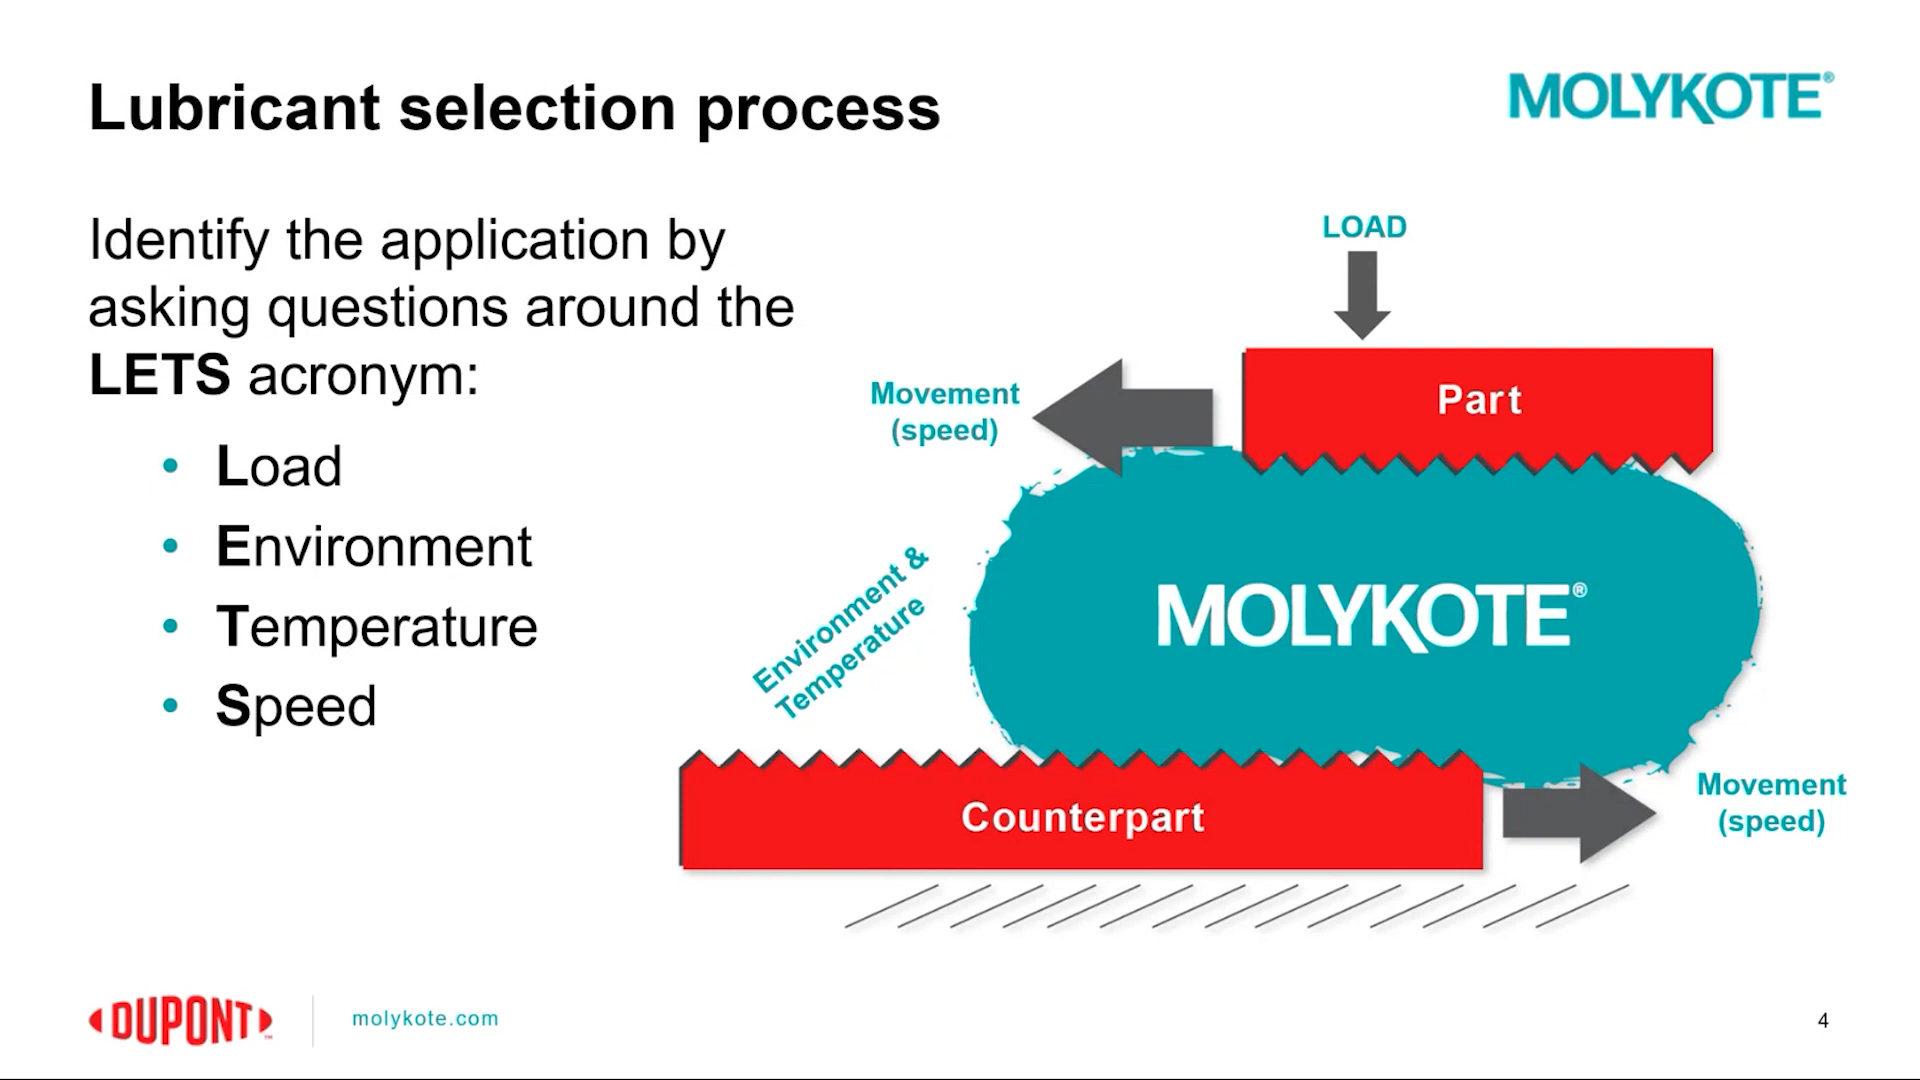 Lubricant selection process
MOLYKOTE®
Identify the application by
asking questions around the
LETS acronym:
• Load
• Environment
• Temperature
• Speed
LOAD
Movement
(speed)
Part
Environment &
Temperature
MOLYKOTE®
Counterpart
Movement
(speed)
DUPONT™
molykote.com
4